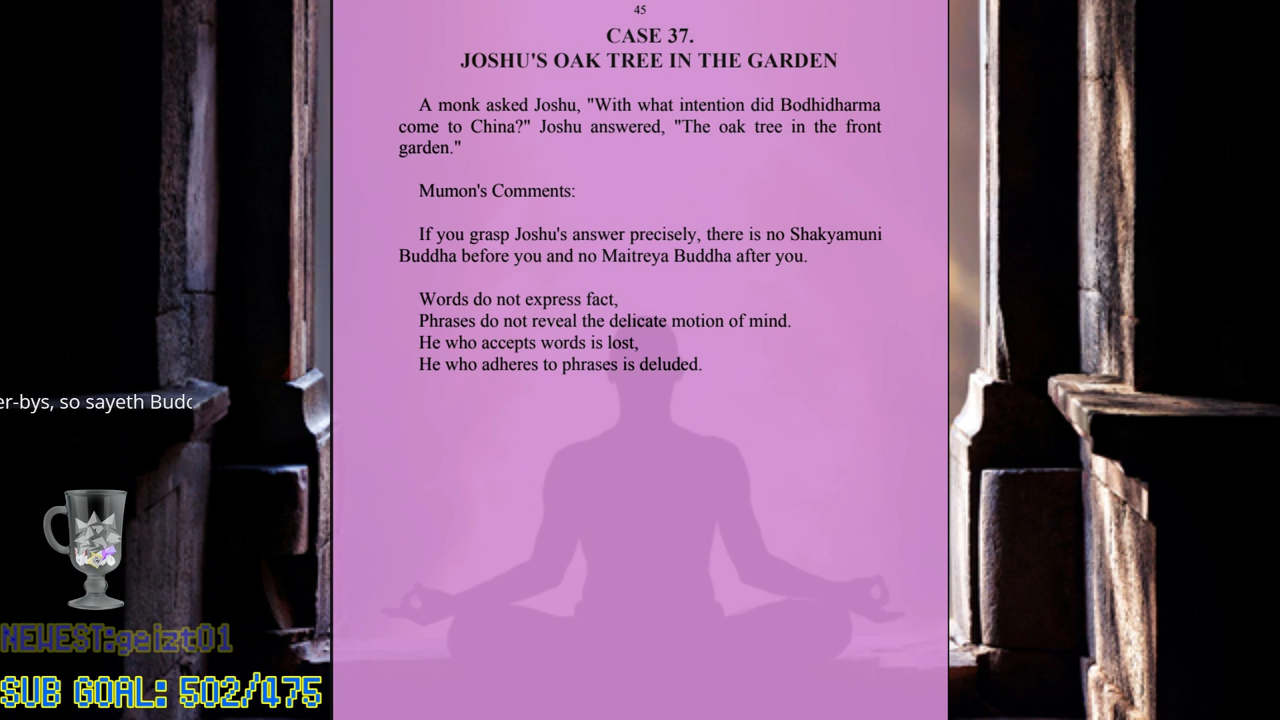 45
CASE 37.
JOSHU'S OAK TREE IN THE GARDEN
A monk asked Joshu, "With what intention did Bodhidharma
come to China?" Joshu answered, "The oak tree in the front
garden."
Mumon's Comments:
If you grasp Joshu's answer precisely, there is no Shakyamuni
Buddha before you and no Maitreya Buddha after you.
Words do not express fact,
Phrases do not reveal the delicate motion of mind.
He who accepts words is lost,
He who adheres to phrases is deluded.
er-bys, so sayeth Budd
NEWEST:geizt01
SUB GOAL: 502/475